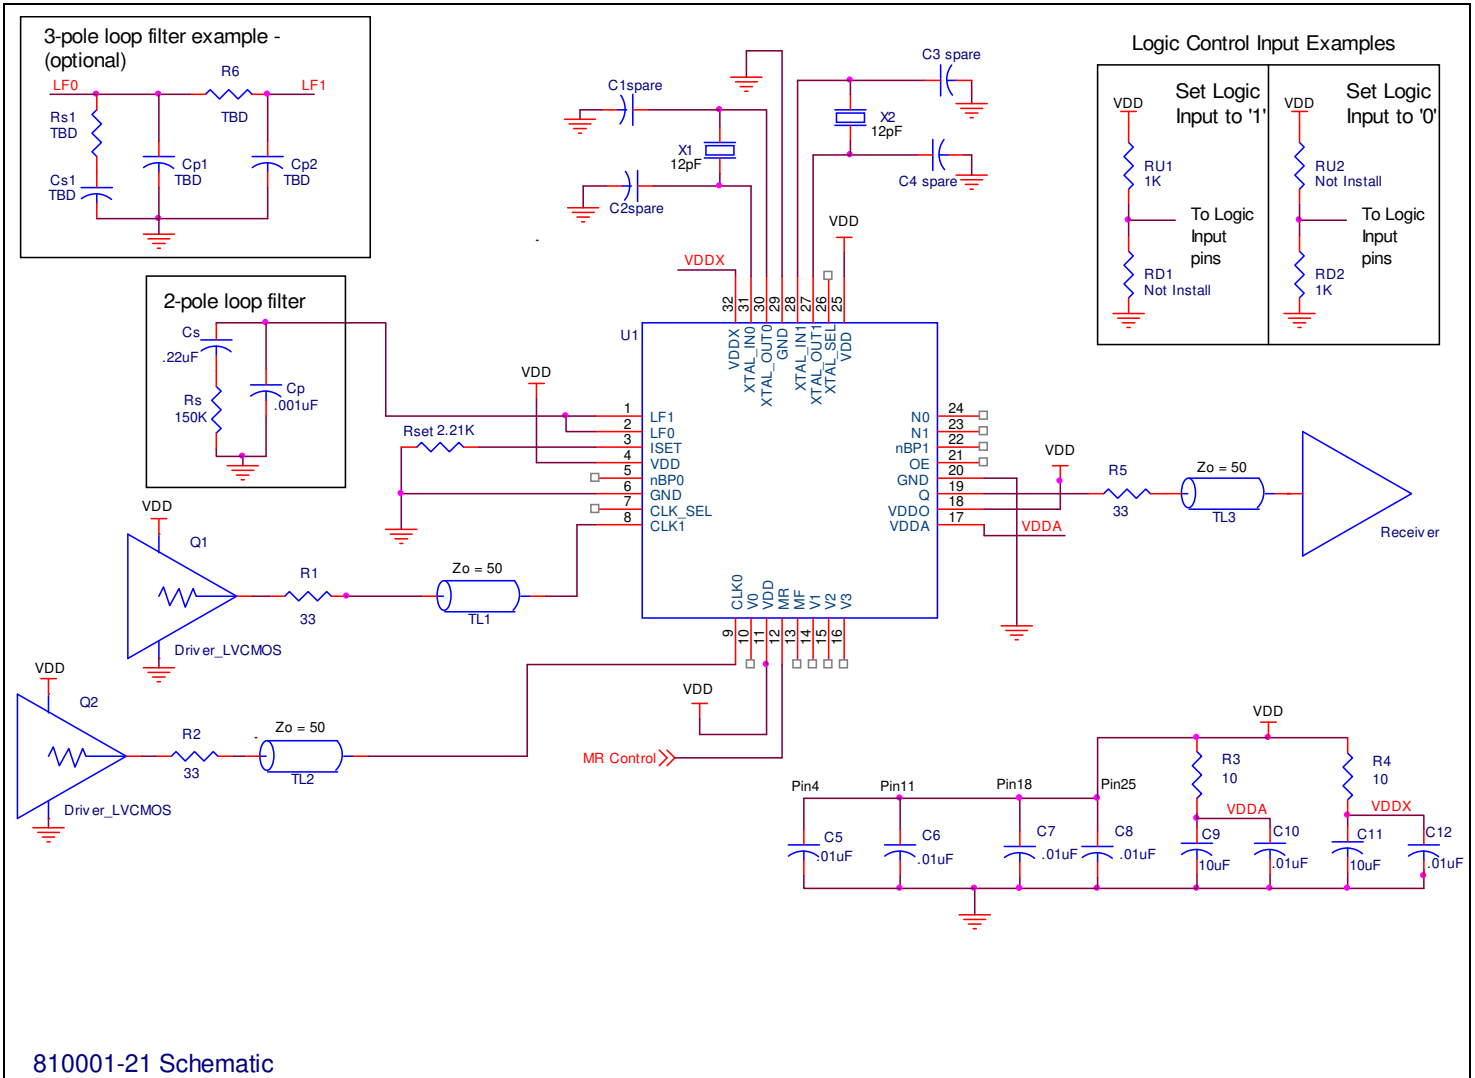 3-pole loop filter example -
(optional)
LF0
R6
LF1
TBD
Rs1
TBD
Cs1
TBD
Cp1
TBD
Cp2
TBD
2-pole loop filter
Cs
.22uF
Rs
150K
Cp
.001uF
C1spare
C2spare
X1
12pF
C3 spare
X2
12pF
C4 spare
VDD
VDDX
Logic Control Input Examples
VDD
Set Logic
Input to '1'
RU1
1K
To Logic
Input
pins
RD1
Not Install
VDD
Set Logic
Input to '0'
RU2
Not Install
To Logic
Input
pins
RD2
1K
U1
32
31
30
29
28
27
26
25
VDDX
XTAL_IN0
XTAL_OUT0
GND
XTAL_IN1
XTAL_OUT1
XTAL_SEL
VDD
VDD
Rset 2.21K
1 LF1
2 LF0
3 ISET
4 VDD
5 nBP0
6 GND
7 CLK_SEL
8 CLK1
N0 24
N1 23
nBP1 22
OE 21
GND 20
Q 19
VDDO 18
VDDA 17
VDD
VDDA
R5
33
Zo = 50
TL3
Receiver
CLK0
V0
VDD
MR
MF
V1
V2
V3
9
10
11
12
13
14
15
16
VDD
Q1
R1
33
Zo = 50
TL1
Driver_LVCMOS
VDD
Q2
R2
33
Zo = 50
TL2
Driver_LVCMOS
VDD
MR Control
VDD
Pin4
Pin11
Pin18
Pin25
R3
10
R4
10
VDDA
VDDX
C5
.01uF
C6
.01uF
C7
.01uF
C8
.01uF
C9
10uF
C10
.01uF
C11
10uF
C12
.01uF
810001-21 Schematic